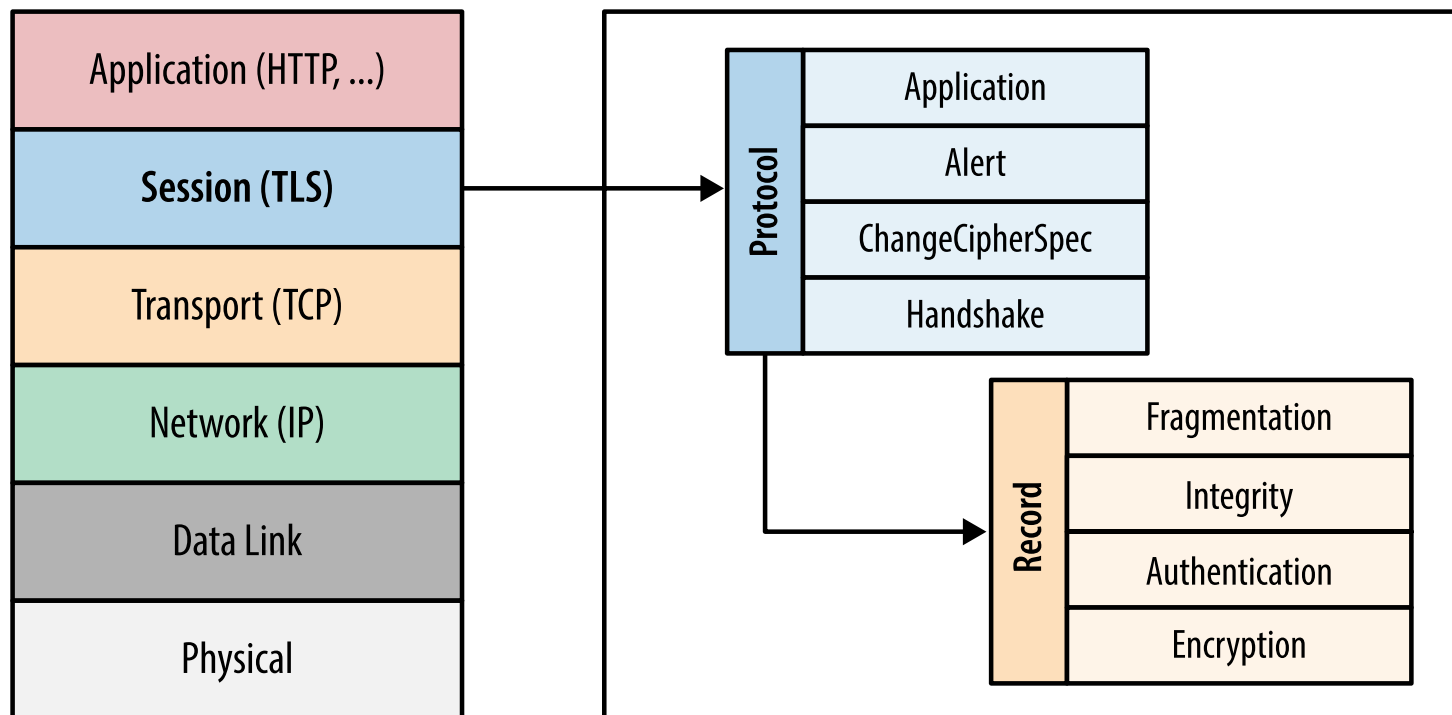 Application (HTTP, ...)
Session (TLS)
Transport (TCP)
Network (IP)
Data Link
Physical
Protocol
Application
Alert
ChangeCipherSpec
Handshake
Record
Fragmentation
Integrity
Authentication
Encryption